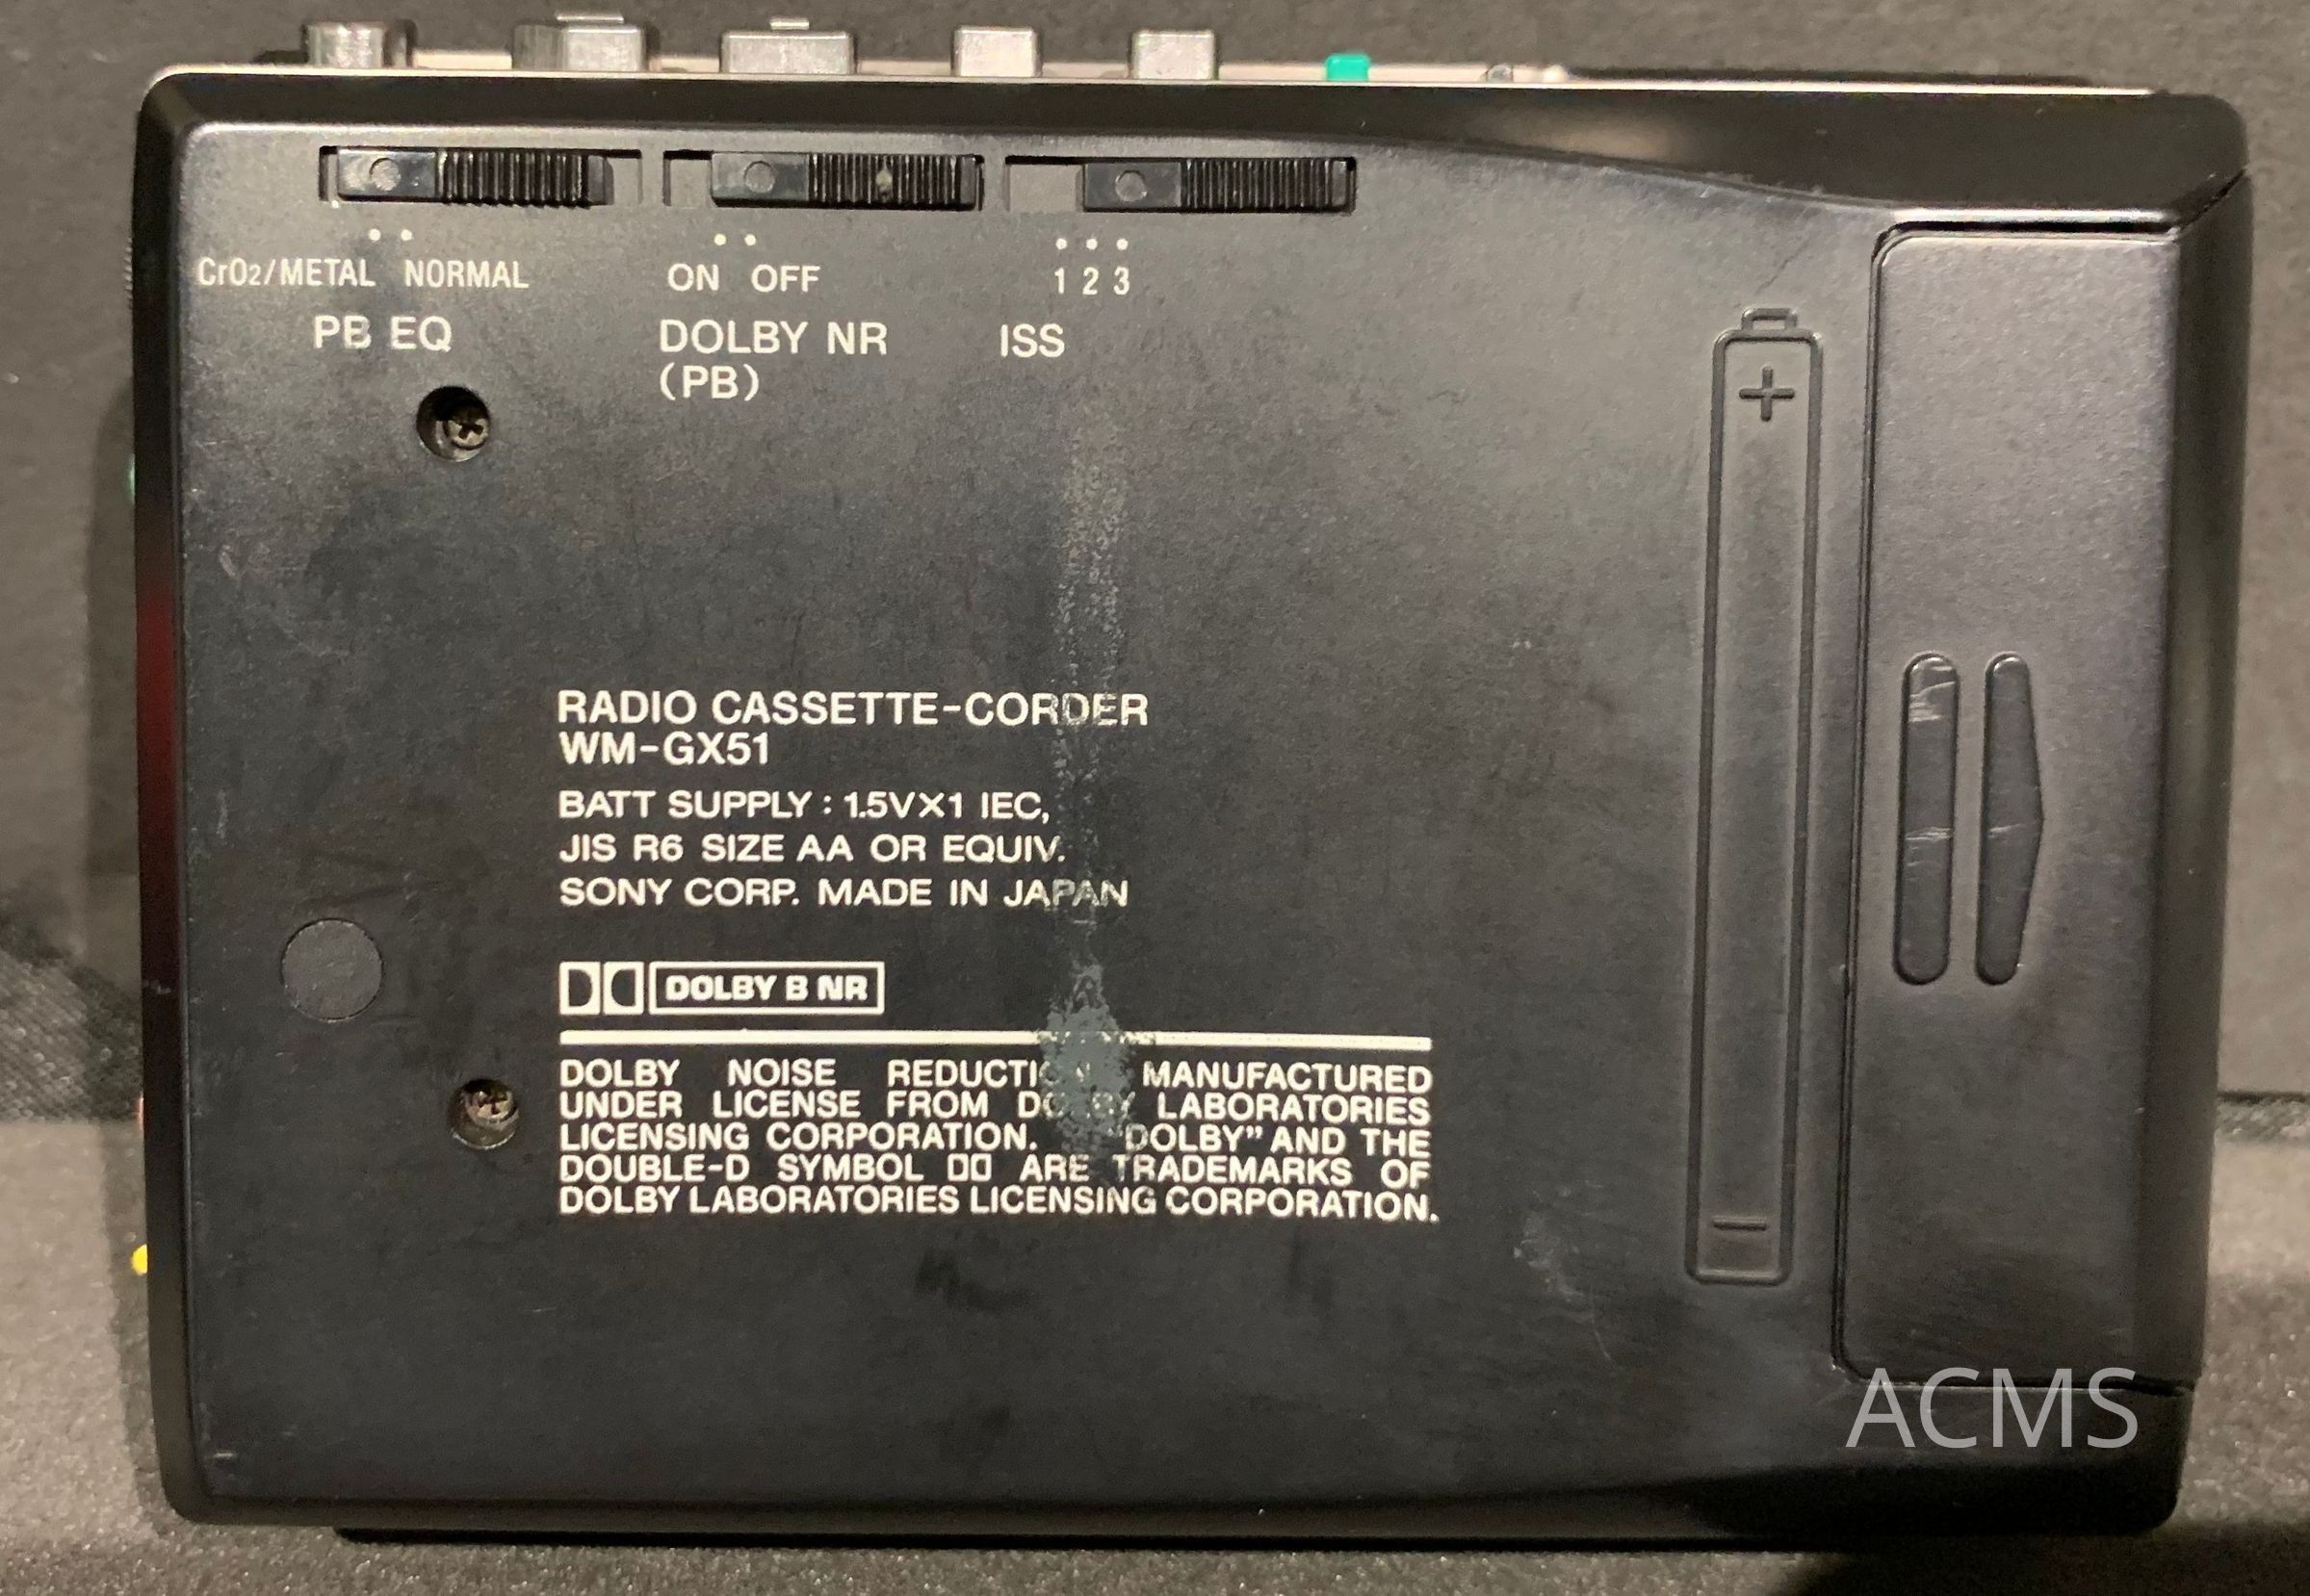 CrO2/METAL NORMAL
PB EQ
ON OFF
DOLBY NR
(PB)
1 2 3
ISS
+
RADIO CASSETTE-CORDER
WM-GX51
BATT SUPPLY : 1.5VX1 IEC,
JIS R6 SIZE AA OR EQUIV.
SONY CORP. MADE IN JAPAN
DOLBY B NR
DOLBY NOISE REDUCTION MANUFACTURED
UNDER LICENSE FROM DOLBY LABORATORIES
LICENSING CORPORATION. DOLBY” AND THE
DOUBLE-D SYMBOL ARE TRADEMARKS OF
DOLBY LABORATORIES LICENSING CORPORATION.
−
ACMS